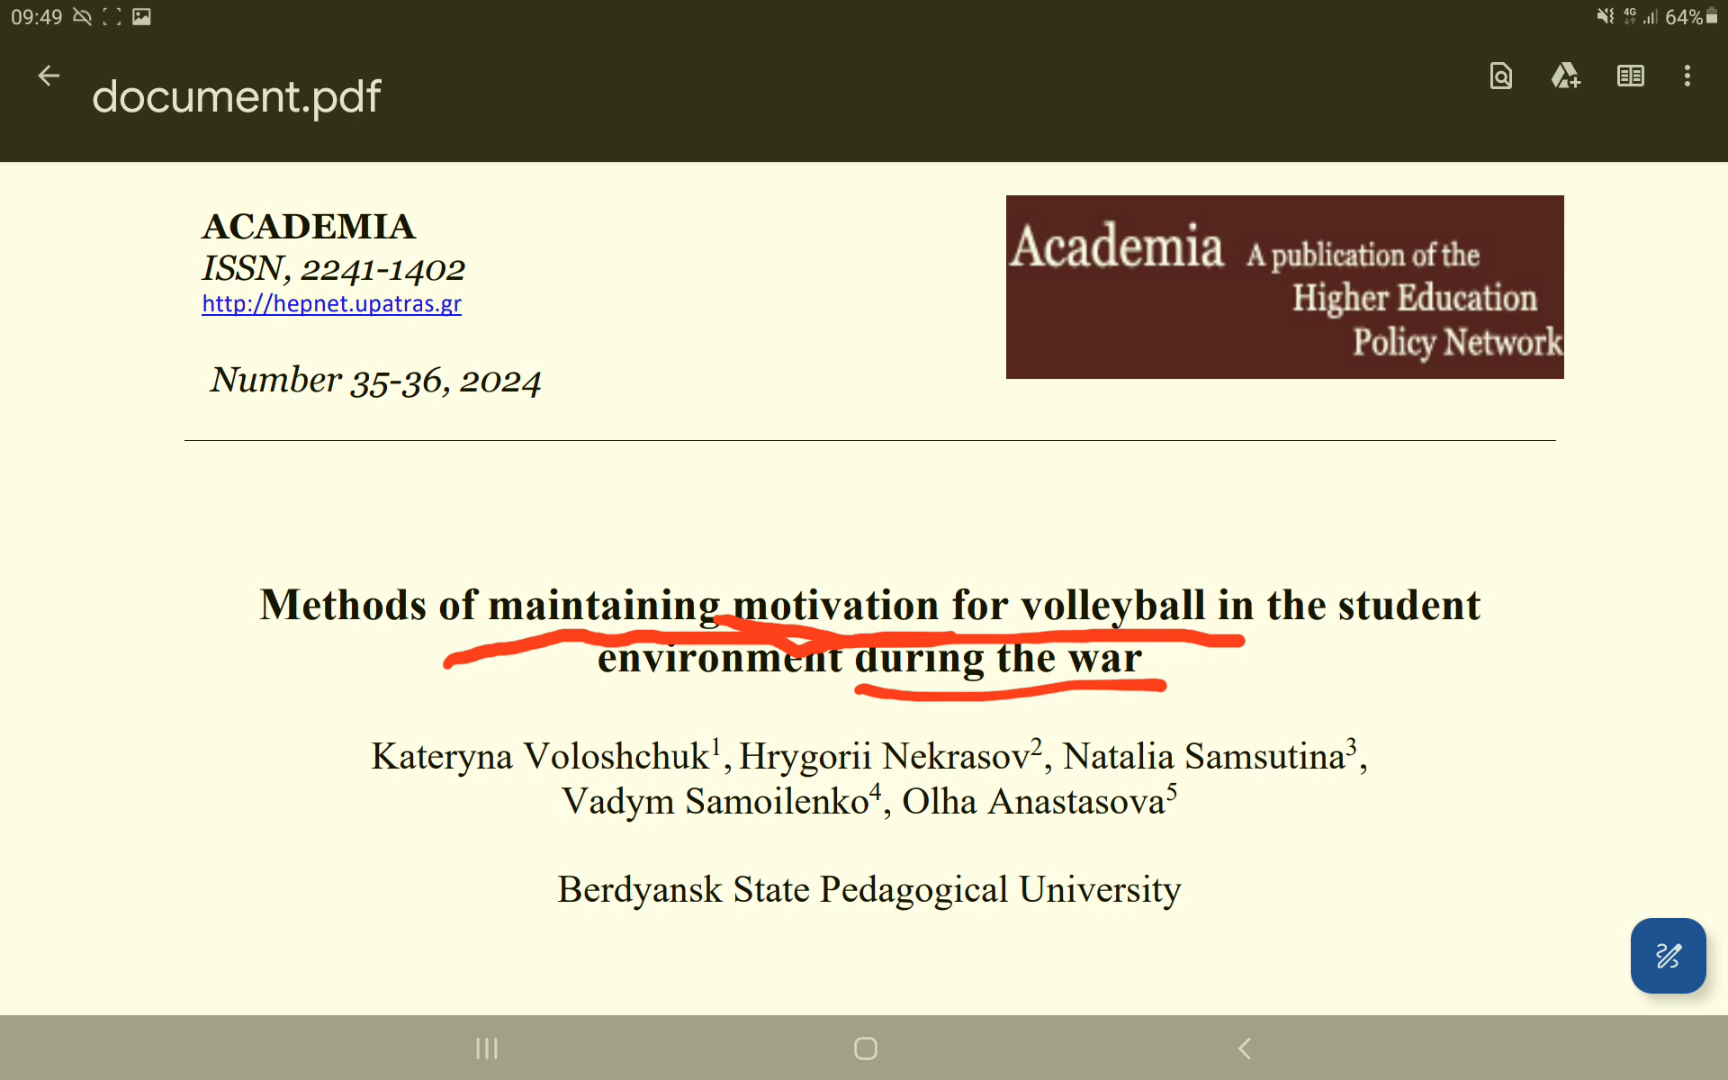 09:49
4G
64%
document.pdf
ACADEMIA
ISSN, 2241-1402
http://hepnet.upatras.gr
Number 35-36, 2024
Academia A publication of the
Higher Education
Policy Network
Methods of maintaining motivation for volleyball in the student
environment during the war
Kateryna Voloshchuk¹, Hrygorii Nekrasov², Natalia Samsutina³,
Vadym Samoilenko⁴, Olha Anastasova⁵
Berdyansk State Pedagogical University